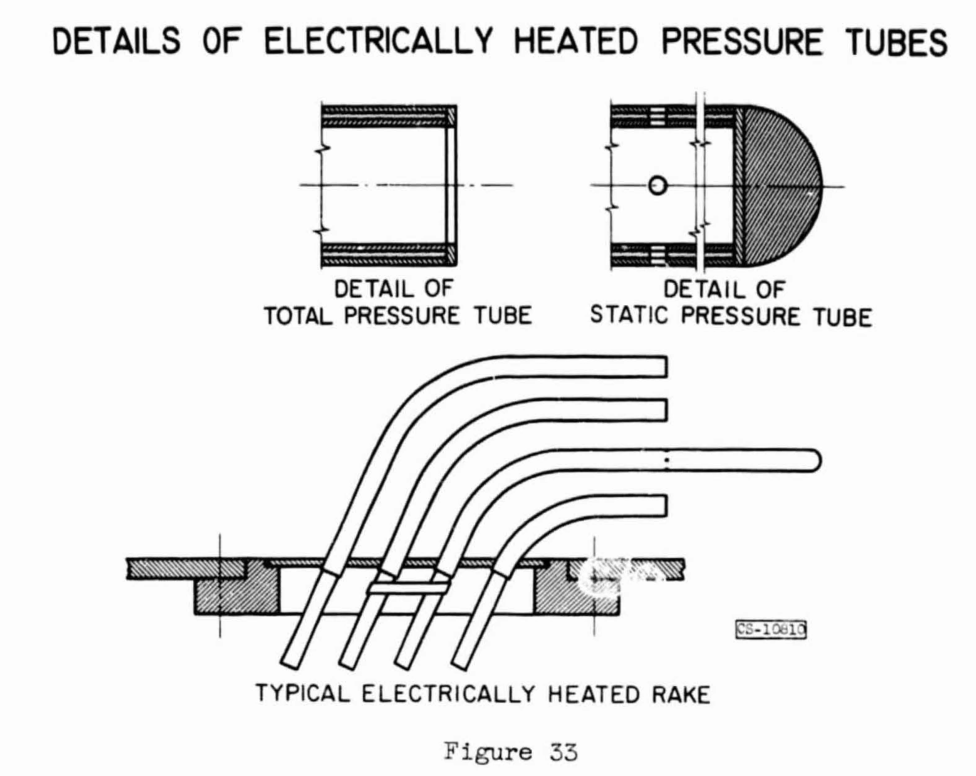 DETAILS OF ELECTRICALLY HEATED PRESSURE TUBES
DETAIL OF
TOTAL PRESSURE TUBE
DETAIL OF
STATIC PRESSURE TUBE
CS-10810
TYPICAL ELECTRICALLY HEATED RAKE
Figure 33